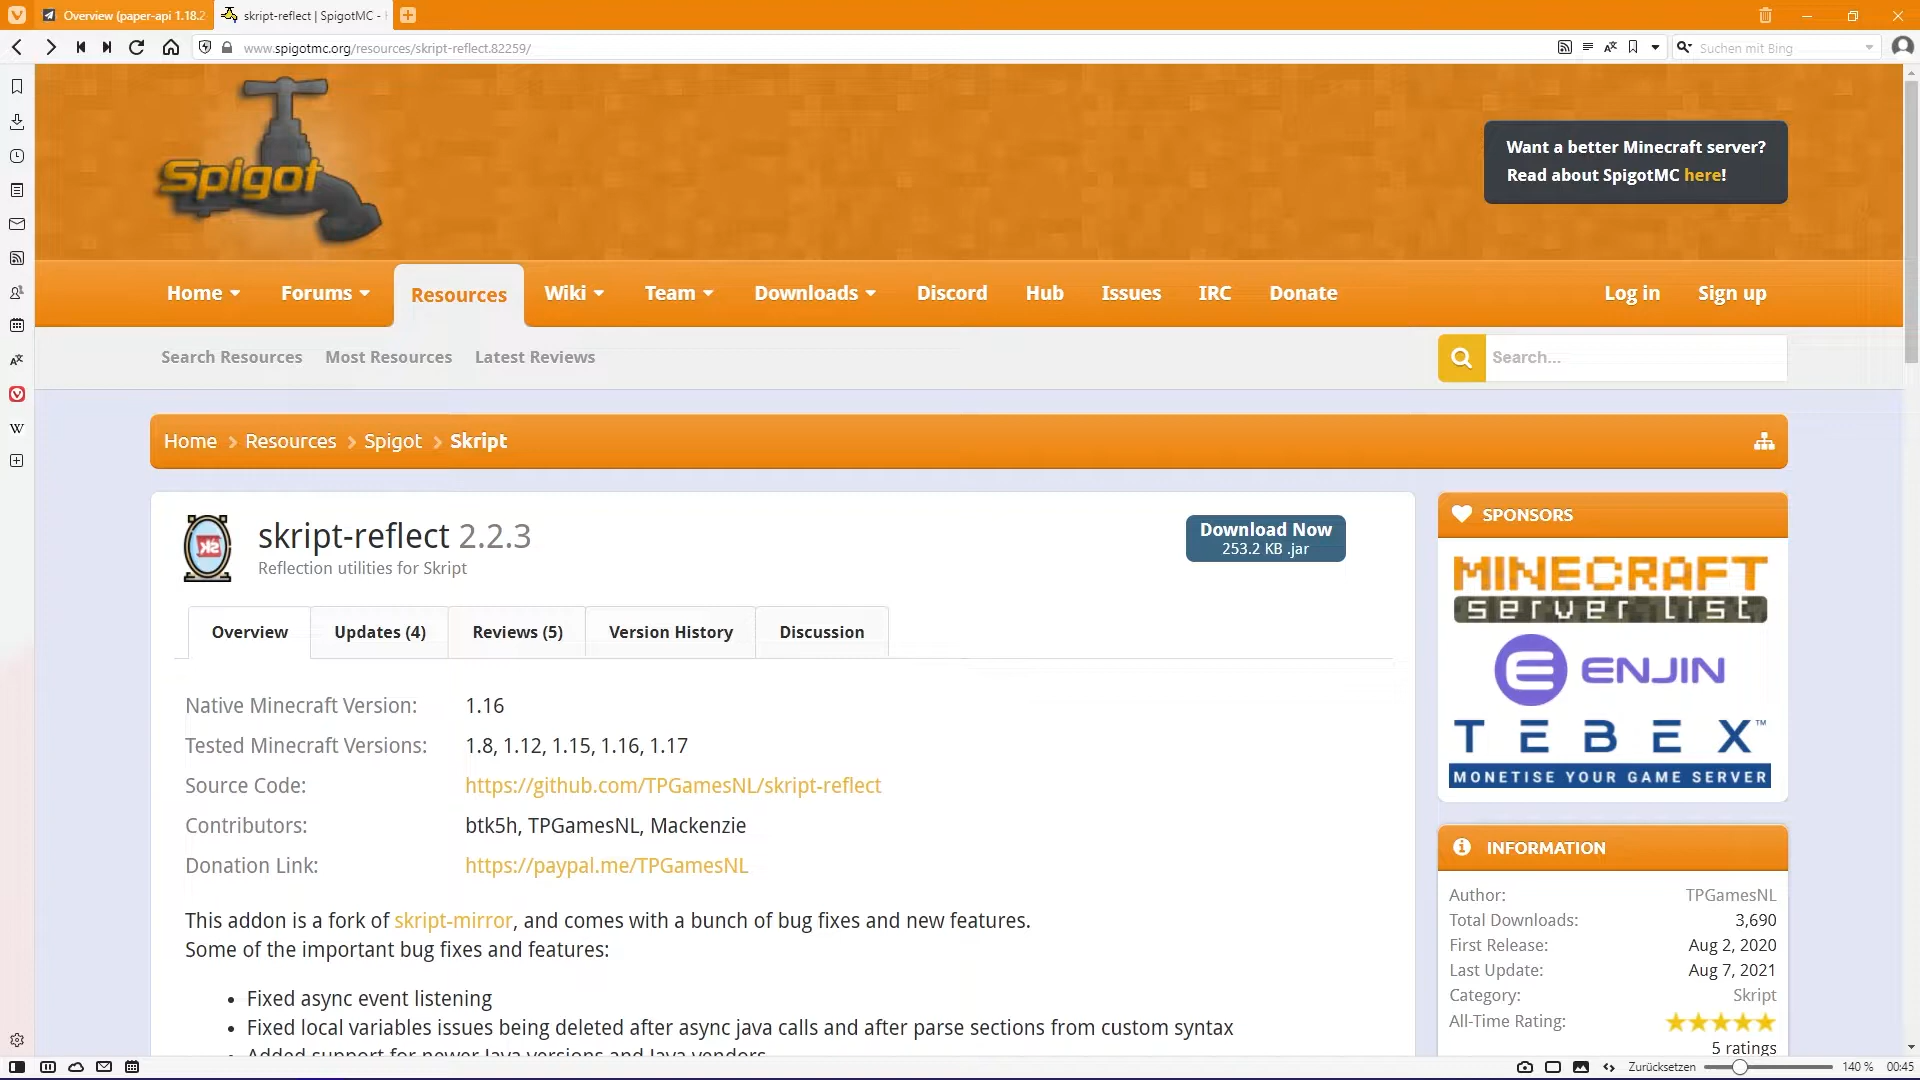 Overview (paper-api 1.18.2
skript-reflect | SpigotMC -
www.spigotmc.org/resources/skript-reflect.82259/
Suchen mit Bing
Spigot
Want a better Minecraft server?
Read about SpigotMC here!
Home
Forums
Resources
Wiki
Team
Downloads
Discord
Hub
Issues
IRC
Donate
Log in
Sign up
Search Resources
Most Resources
Latest Reviews
Search...
Home
Resources
Spigot
Skript
skript-reflect 2.2.3
Reflection utilities for Skript
Download Now
253.2 KB .jar
Overview
Updates (4)
Reviews (5)
Version History
Discussion
Native Minecraft Version: 1.16
Tested Minecraft Versions: 1.8, 1.12, 1.15, 1.16, 1.17
Source Code: https://github.com/TPGamesNL/skript-reflect
Contributors: btk5h, TPGamesNL, Mackenzie
Donation Link: https://paypal.me/TPGamesNL
This addon is a fork of skript-mirror, and comes with a bunch of bug fixes and new features.
Some of the important bug fixes and features:
• Fixed async event listening
• Fixed local variables issues being deleted after async java calls and after parse sections from custom syntax
• Added support for newer Java versions and Java vendors
SPONSORS
MINECRAFT
server list
ENJIN
TEBEX™
MONETISE YOUR GAME SERVER
INFORMATION
Author: TPGamesNL
Total Downloads: 3,690
First Release: Aug 2, 2020
Last Update: Aug 7, 2021
Category: Skript
All-Time Rating:
5 ratings
Zurücksetzen
140 %
00:45